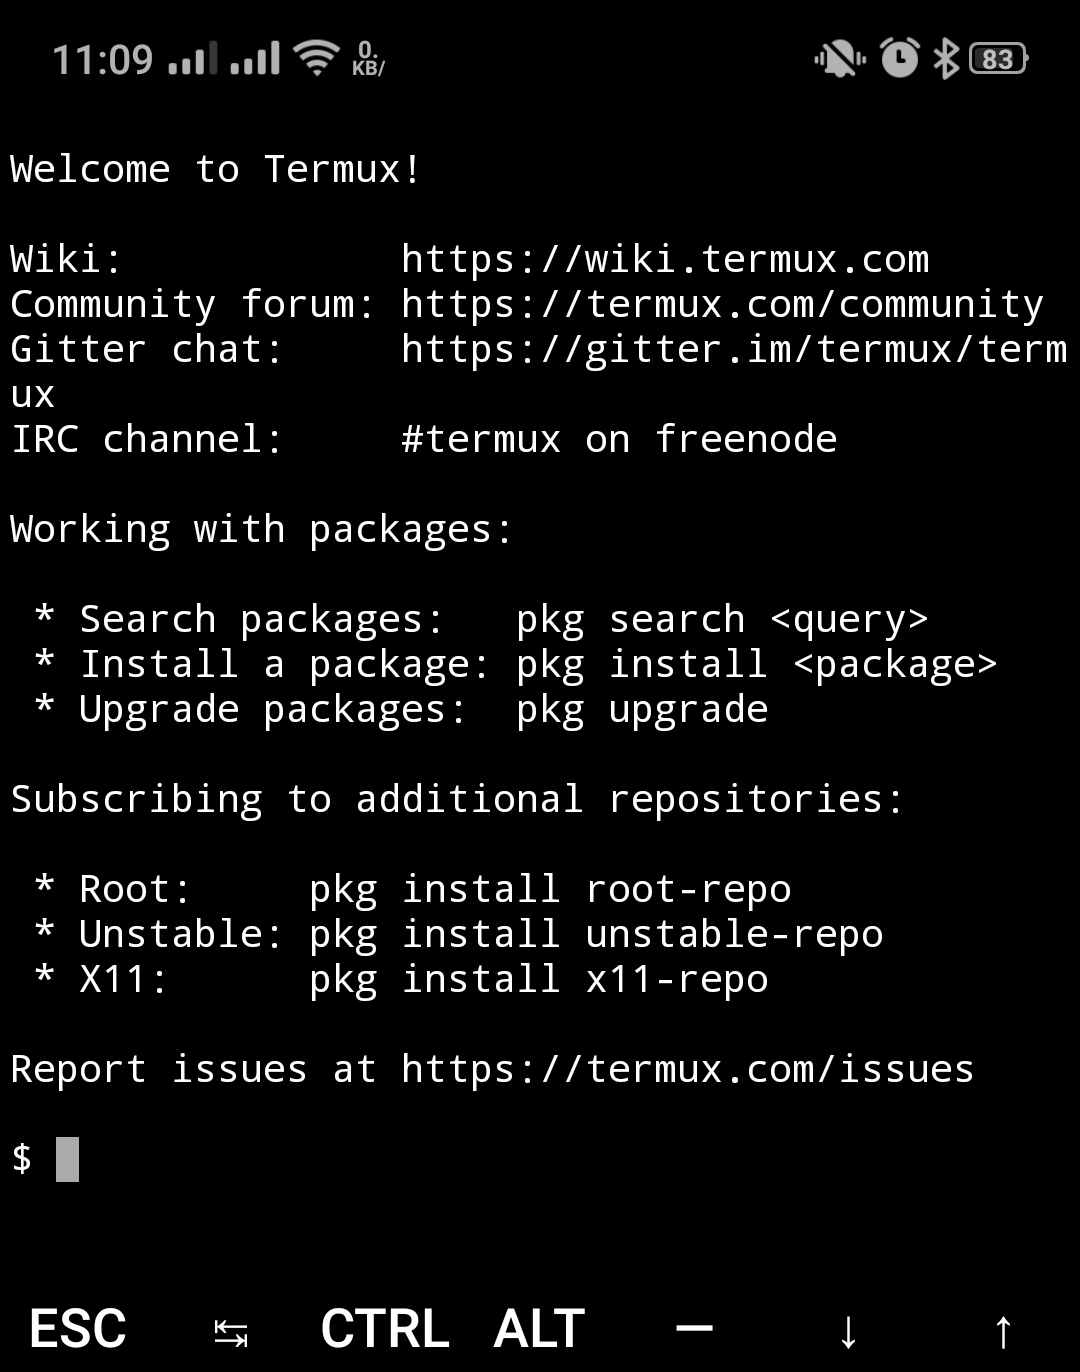 11:09 0. KB/ 83
Welcome to Termux!
Wiki: https://wiki.termux.com
Community forum: https://termux.com/community
Gitter chat: https://gitter.im/termux/term
ux
IRC channel: #termux on freenode
Working with packages:
* Search packages: pkg search <query>
* Install a package: pkg install <package>
* Upgrade packages: pkg upgrade
Subscribing to additional repositories:
* Root: pkg install root-repo
* Unstable: pkg install unstable-repo
* X11: pkg install x11-repo
Report issues at https://termux.com/issues
$
ESC ↹ CTRL ALT — ↓ ↑